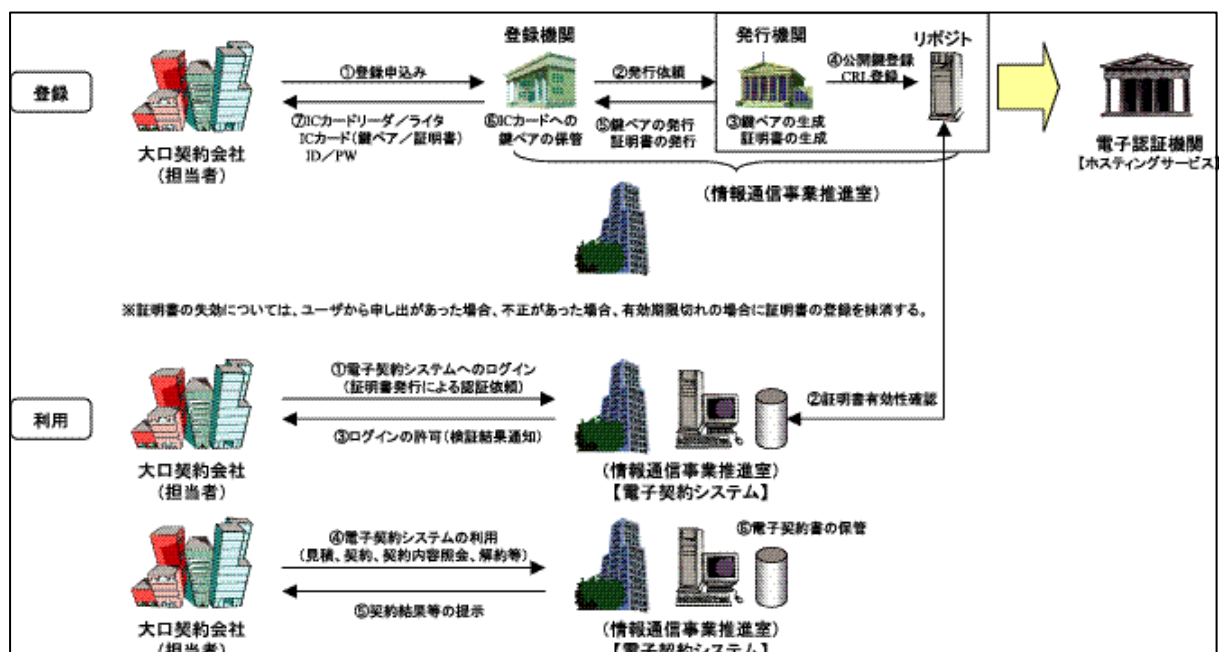 登録
登録機関
発行機関
リポジト
①登録申込み
②発行依頼
④公開鍵登録
CRL登録
⑦ICカードリーダ/ライタ
ICカード(鍵ペア/証明書)
ID/PW
⑥ICカードへの
鍵ペアの保管
⑤鍵ペアの発行
証明書の発行
③鍵ペアの生成
証明書の生成
大口契約会社
(担当者)
電子認証機関
【ホスティングサービス】
(情報通信事業推進室)
※証明書の失効については、ユーザから申し出があった場合、不正があった場合、有効期限切れの場合に証明書の登録を抹消する。
利用
①電子契約システムへのログイン
(証明書発行による認証依頼)
②証明書有効性確認
③ログインの許可(検証結果通知)
大口契約会社
(担当者)
(情報通信事業推進室)
【電子契約システム】
④電子契約システムの利用
(見積、契約、契約内容照会、解約等)
⑥電子契約書の保管
⑤契約結果等の提示
大口契約会社
(担当者)
(情報通信事業推進室)
【電子契約システム】